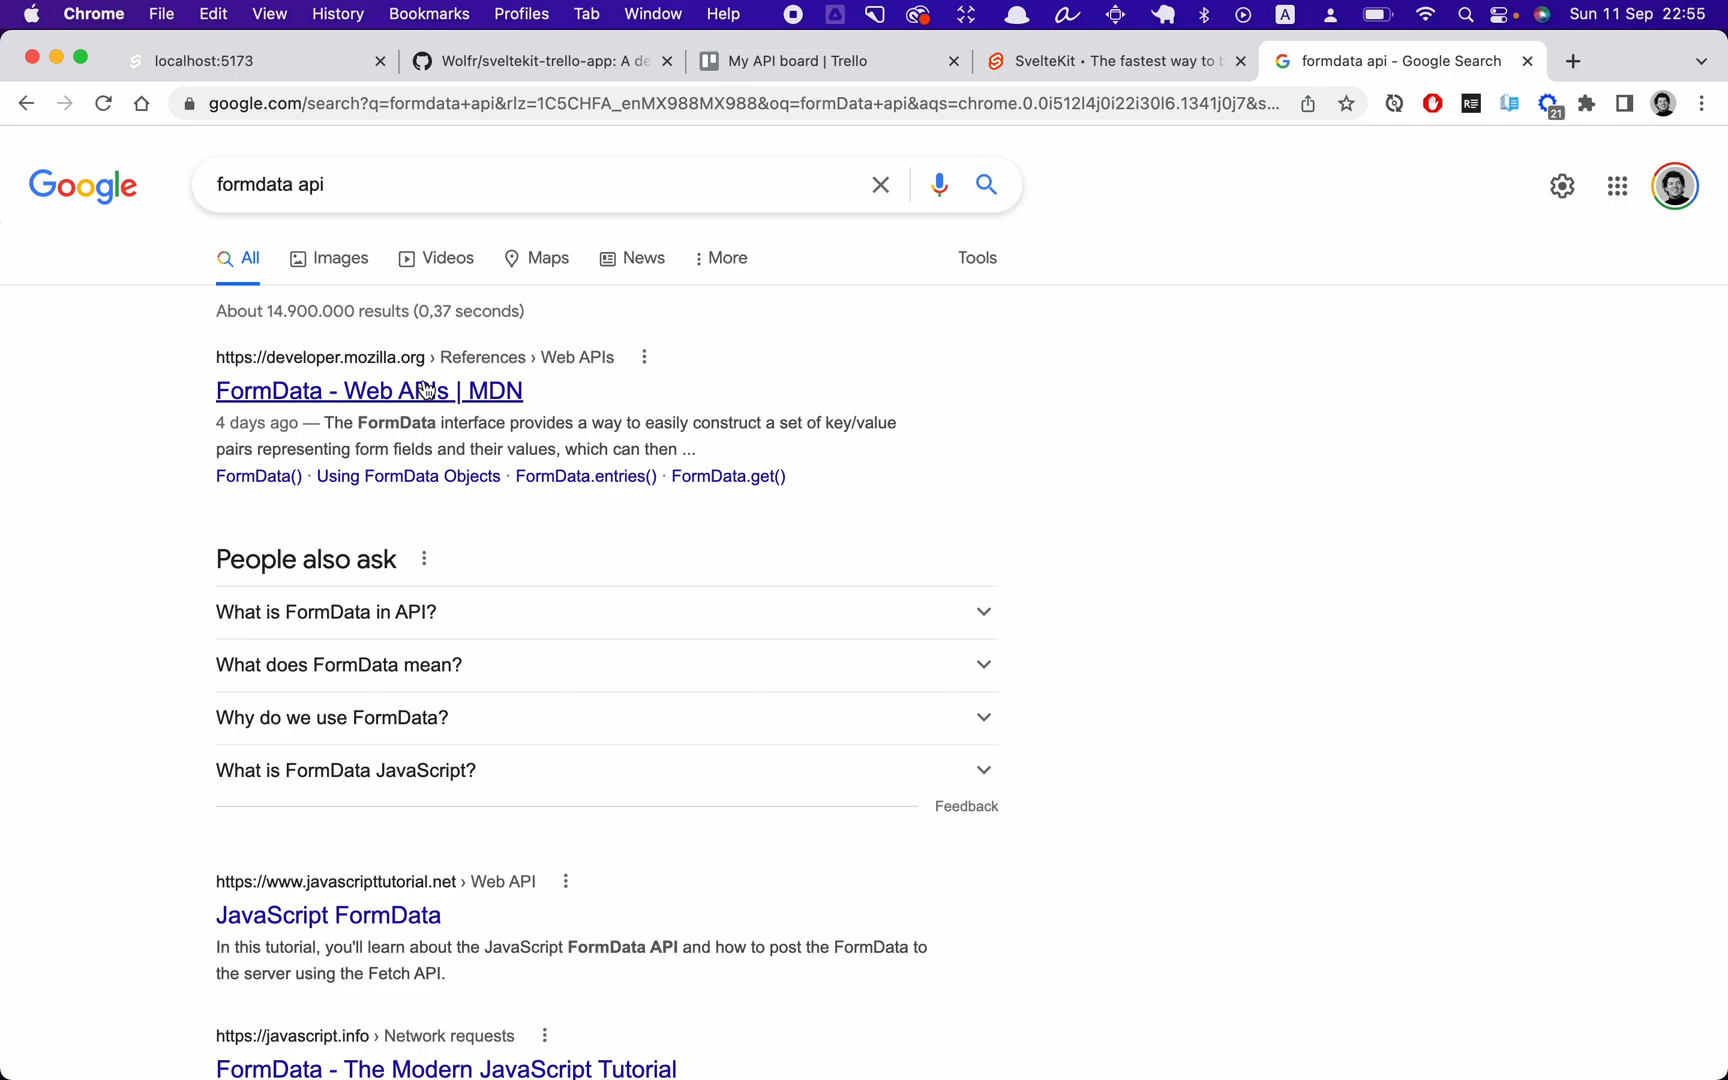 Chrome File Edit View History Bookmarks Profiles Tab Window Help A Sun 11 Sep 22:55
localhost:5173 Wolfr/sveltekit-trello-app: A de My API board | Trello SvelteKit • The fastest way to b formdata api - Google Search
google.com/search?q=formdata+api&rlz=1C5CHFA_enMX988MX988&oq=formData+api&aqs=chrome.0.0i512l4j0i22i30l6.1341j0j7&s... RE 21
Google formdata api
All Images Videos Maps News More Tools
About 14.900.000 results (0,37 seconds)
https://developer.mozilla.org › References › Web APIs
FormData - Web APIs | MDN
4 days ago — The FormData interface provides a way to easily construct a set of key/value
pairs representing form fields and their values, which can then ...
FormData() · Using FormData Objects · FormData.entries() · FormData.get()
People also ask
What is FormData in API?
What does FormData mean?
Why do we use FormData?
What is FormData JavaScript?
Feedback
https://www.javascripttutorial.net › Web API
JavaScript FormData
In this tutorial, you'll learn about the JavaScript FormData API and how to post the FormData to
the server using the Fetch API.
https://javascript.info › Network requests
FormData - The Modern JavaScript Tutorial